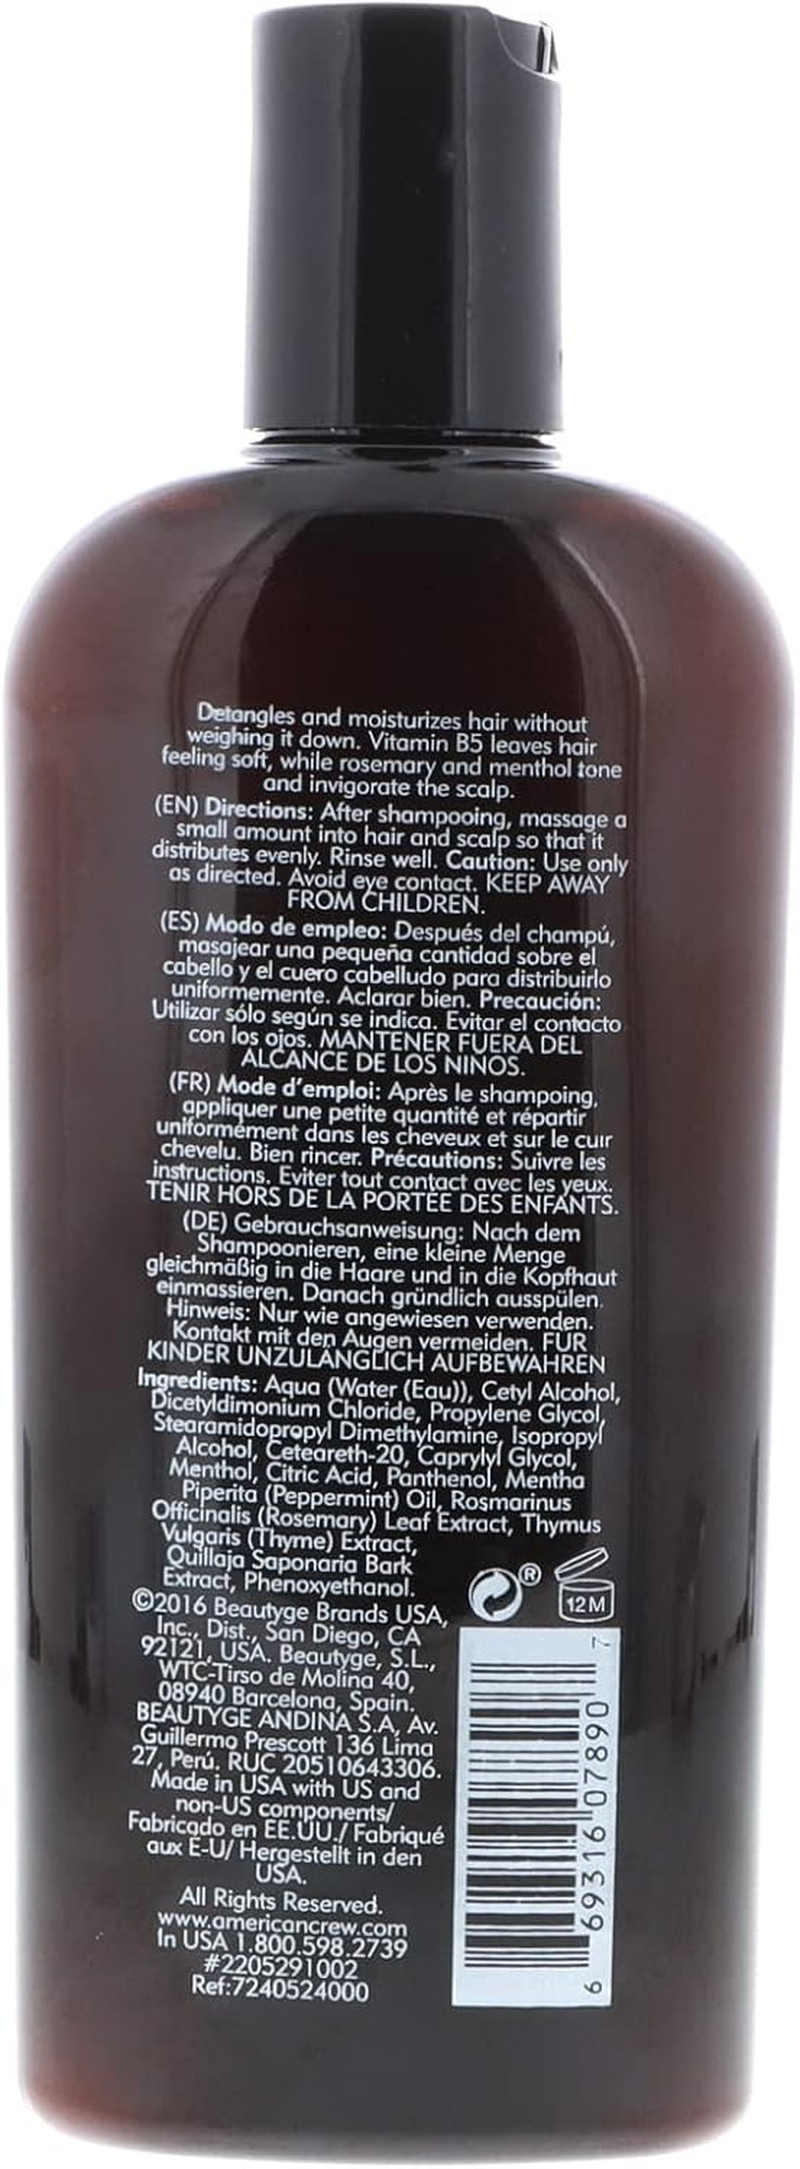 Detangles and moisturizes hair without
weighing it down. Vitamin B5 leaves hair
feeling soft, while rosemary and menthol tone
and invigorate the scalp.
(EN) Directions: After shampooing, massage a
small amount into hair and scalp so that it
distributes evenly. Rinse well. Caution: Use only
as directed. Avoid eye contact. KEEP AWAY
FROM CHILDREN.
(ES) Modo de empleo: Después del champú,
masajear una pequeña cantidad sobre el
cabello y el cuero cabelludo para distribuirlo
uniformemente. Aclarar bien. Precaución:
Utilizar sólo según se indica. Evitar el contacto
con los ojos. MANTENER FUERA DEL
ALCANCE DE LOS NINOS.
(FR) Mode d'emploi: Après le shampoing,
appliquer une petite quantité et répartir
uniformément dans les cheveux et sur le cuir
chevelu. Bien rincer. Précautions: Suivre les
instructions. Eviter tout contact avec les yeux.
TENIR HORS DE LA PORTÉE DES ENFANTS.
(DE) Gebrauchsanweisung: Nach dem
Shampoonieren, eine kleine Menge
gleichmäßig in die Haare und in die Kopfhaut
einmassieren. Danach gründlich ausspülen.
Hinweis: Nur wie angewiesen verwenden.
Kontakt mit den Augen vermeiden. FÜR
KINDER UNZULÄNGLICH AUFBEWAHREN
Ingredients: Aqua (Water (Eau)), Cetyl Alcohol,
Dicetyldimonium Chloride, Propylene Glycol,
Stearamidopropyl Dimethylamine, Isopropyl
Alcohol, Ceteareth-20, Caprylyl Glycol,
Menthol, Citric Acid, Panthenol, Mentha
Piperita (Peppermint) Oil, Rosmarinus
Officinalis (Rosemary) Leaf Extract, Thymus
Vulgaris (Thyme) Extract,
Quillaja Saponaria Bark
Extract, Phenoxyethanol.
©2016 Beautyge Brands USA,
Inc., Dist., San Diego, CA
92121, USA. Beautyge, S.L.,
WTC-Tirso de Molina 40,
08940 Barcelona, Spain.
BEAUTYGE ANDINA S.A, Av.
Guillermo Prescott 136 Lima
27, Perú. RUC 20510643306.
Made in USA with US and
non-US components/
Fabricado en EE.UU./ Fabriqué
aux E-U/ Hergestellt in den
USA.
All Rights Reserved.
www.americancrew.com
In USA 1.800.598.2739
#2205291002
Ref:7240524000
®
12M
6 69316 07890 7